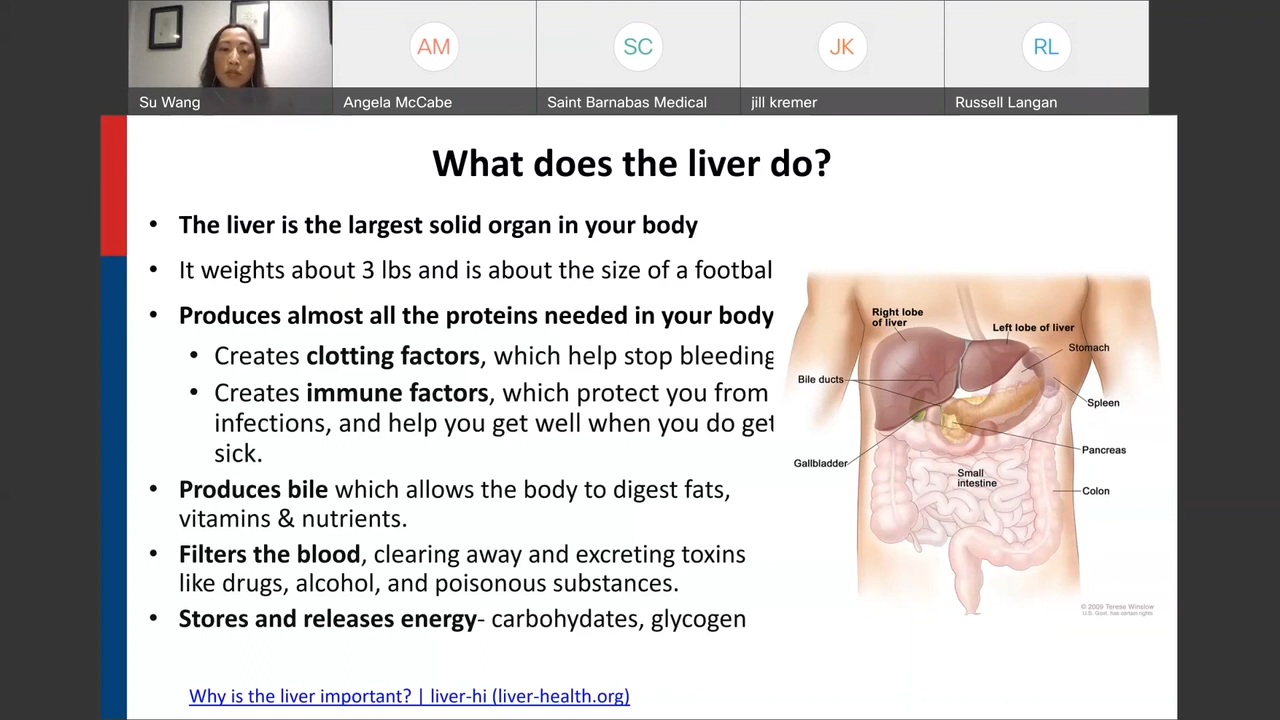 AM
SC
JK
RL
Su Wang
Angela McCabe
Saint Barnabas Medical
jill kremer
Russell Langan
What does the liver do?
• The liver is the largest solid organ in your body
• It weights about 3 lbs and is about the size of a footbal
• Produces almost all the proteins needed in your body
• Creates clotting factors, which help stop bleeding
• Creates immune factors, which protect you from
infections, and help you get well when you do get
sick.
• Produces bile which allows the body to digest fats,
vitamins & nutrients.
• Filters the blood, clearing away and excreting toxins
like drugs, alcohol, and poisonous substances.
• Stores and releases energy- carbohydrates, glycogen
Why is the liver important? | liver-hi (liver-health.org)
Right lobe
of liver
Left lobe of liver
Stomach
Bile ducts
Spleen
Pancreas
Gallbladder
Small
intestine
Colon
© 2009 Terese Winslow
U.S. Govt. has certain rights